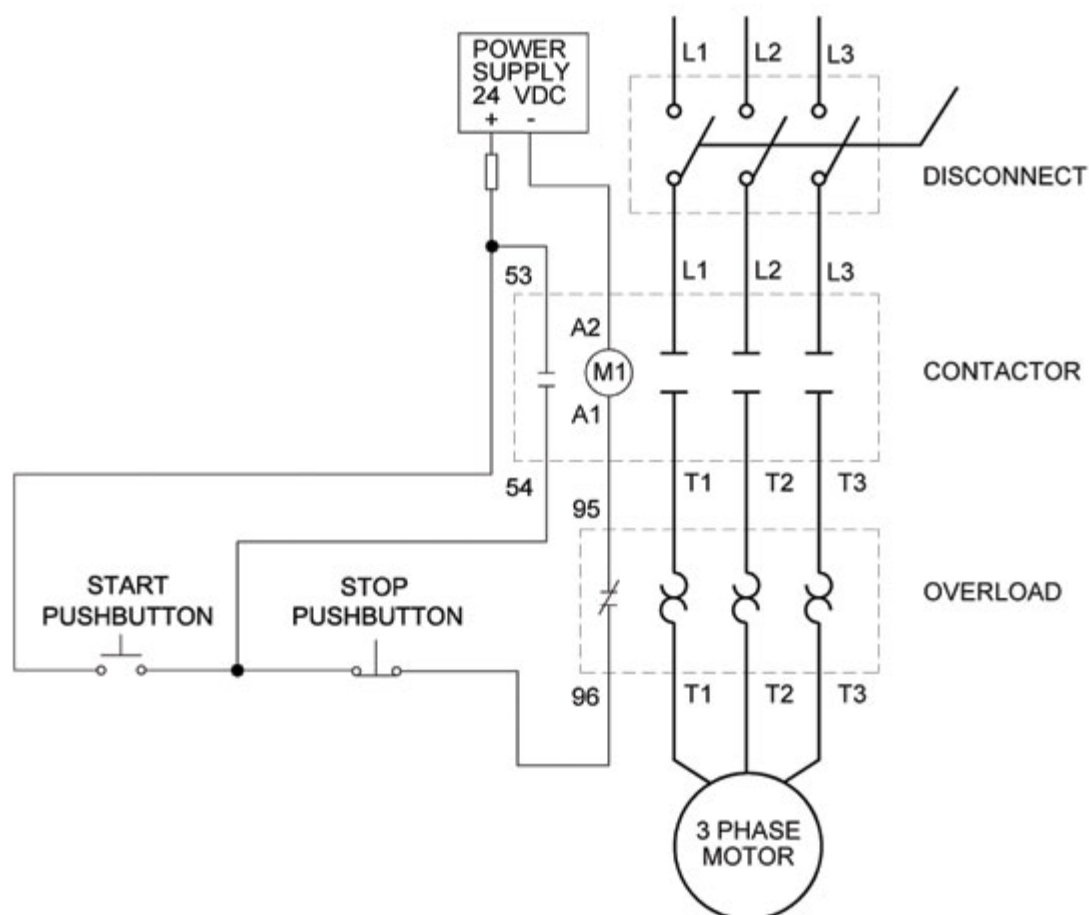 POWER
SUPPLY
24 VDC
+ -
L1 L2 L3
DISCONNECT
L1 L2 L3
53
A2
M1
A1
CONTACTOR
54
T1 T2 T3
95
START
PUSHBUTTON
STOP
PUSHBUTTON
OVERLOAD
96
T1 T2 T3
3 PHASE
MOTOR